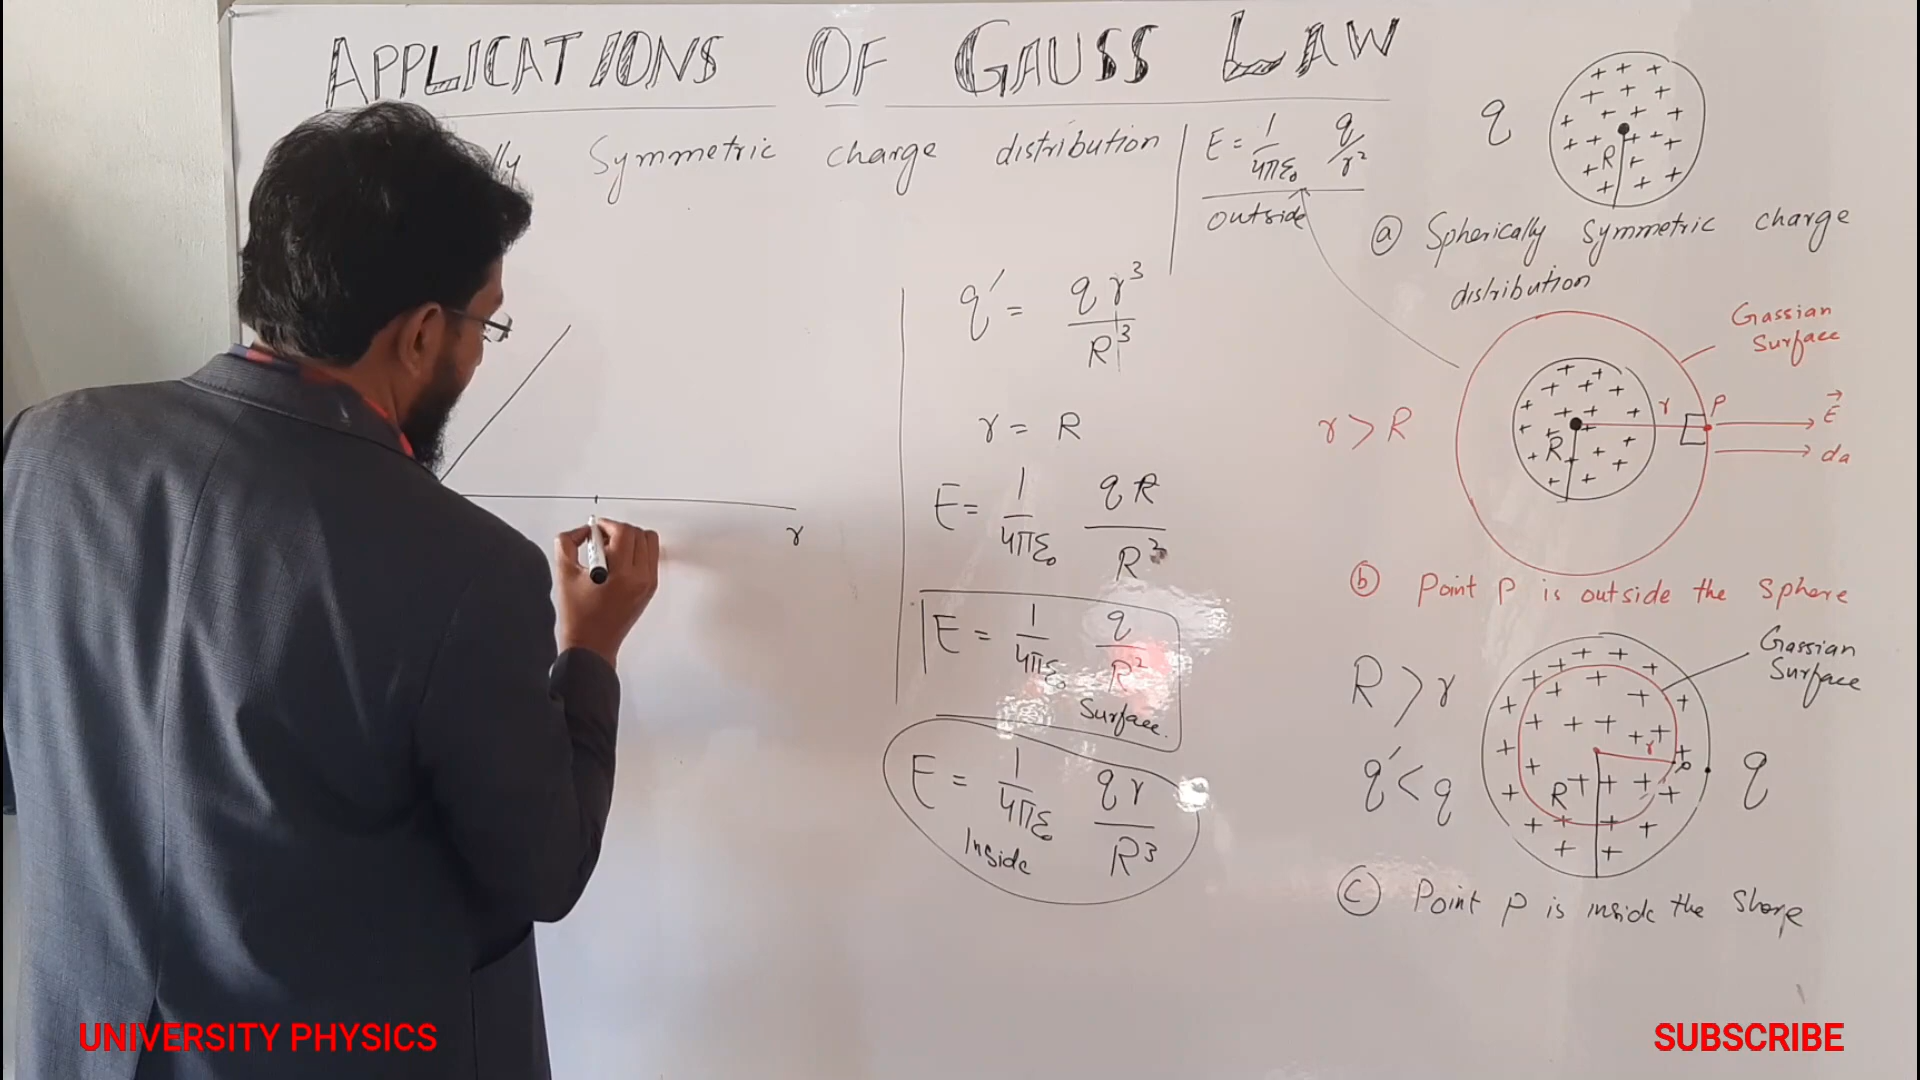 APPLICATIONS OF GAUSS LAW
lly Symmetric charge distribution
E = 1/4πε₀ q/r²
outside
q
+ + + + + + + + + + + + + + + + + + + + +
R
ⓐ Spherically Symmetric charge
distribution
q′ = qr³/R³
r = R
E = 1/4πε₀ qR/R³
E = 1/4πε₀ q/R²
Surface.
E = 1/4πε₀ qr/R³
Inside
r
Gassian
Surface
r > R
R
r P
E⃗
da
ⓑ Point P is outside the Sphere
Gassian
Surface
R > r
q′ < q
R
r
P
q
ⓒ Point P is inside the
UNIVERSITY PHYSICS
SUBSCRIBE